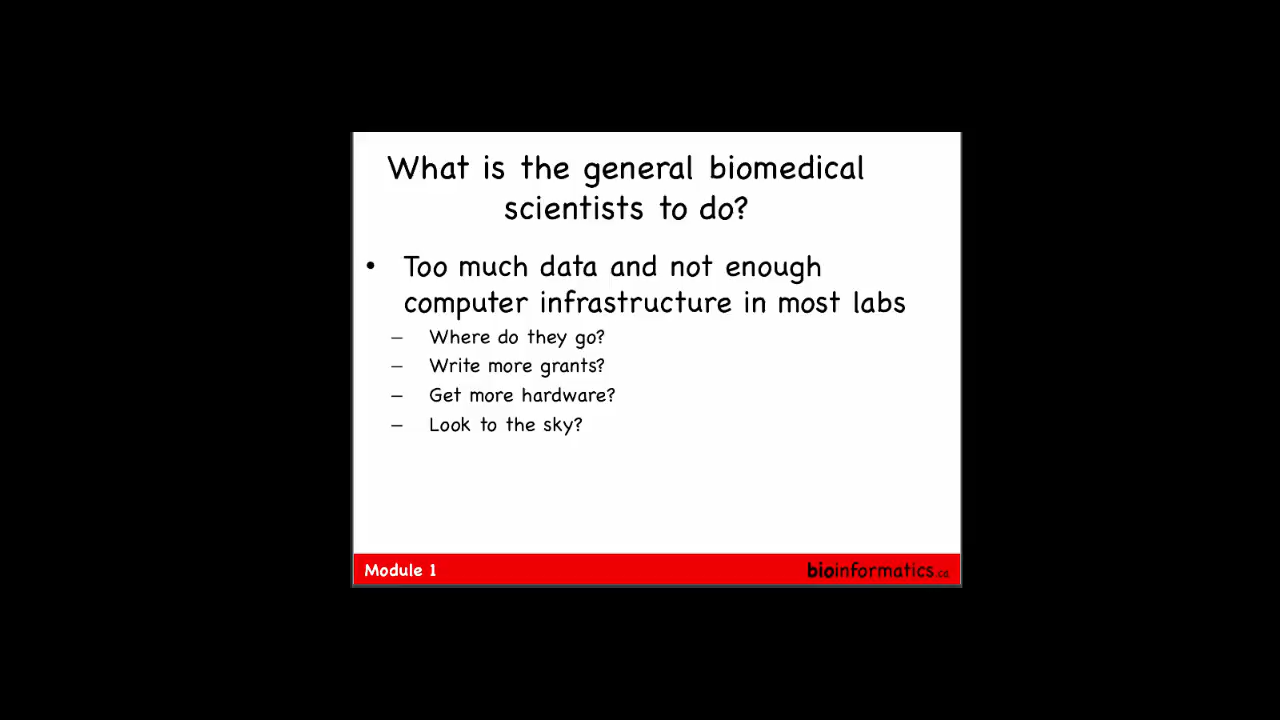 What is the general biomedical
scientists to do?
• Too much data and not enough
computer infrastructure in most labs
– Where do they go?
– Write more grants?
– Get more hardware?
– Look to the sky?
Module 1
bioinformatics.ca